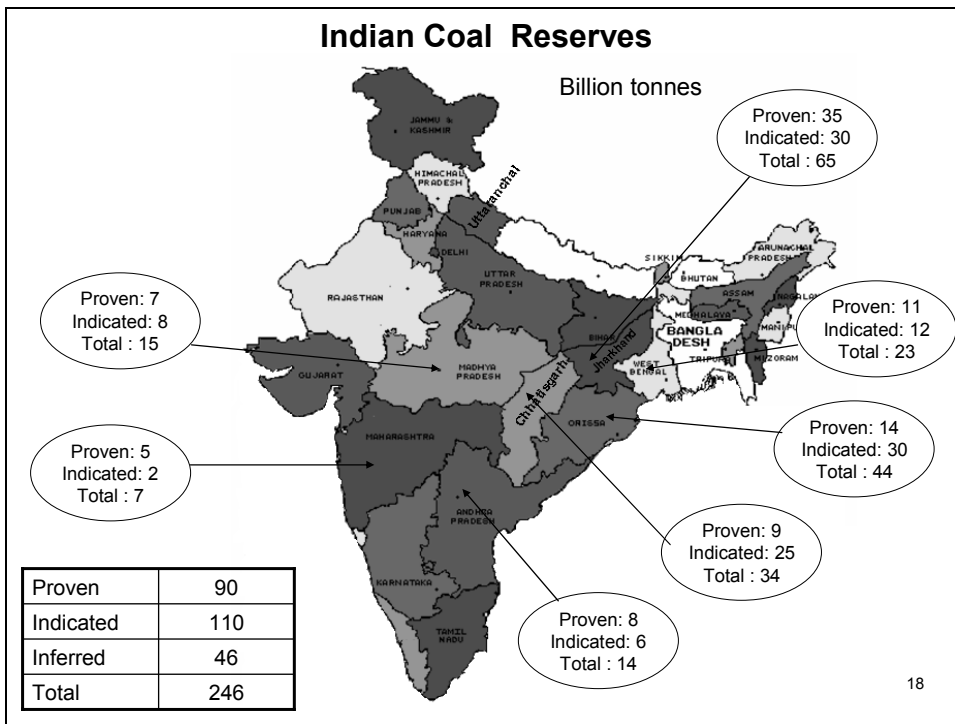 Indian Coal Reserves
Billion tonnes
Proven: 35
Indicated: 30
Total : 65
JAMMU &
KASHMIR
HIMACHAL
PRADESH
Uttaranchal
PUNJAB
HARYANA
DELHI
UTTAR
PRADESH
RAJASTHAN
SIKKIM
BHUTAN
ARUNACHAL
PRADESH
ASSAM
NAGALAN
MEGHALAYA
MANIPU
BANGLA
DESH
TRIPURA
MIZORAM
BIHAR
Jharkhand
WEST
BENGAL
Proven: 7
Indicated: 8
Total : 15
Proven: 11
Indicated: 12
Total : 23
GUJARAT
MADHYA
PRADESH
Chhatisgarh
ORISSA
MAHARASHTRA
Proven: 14
Indicated: 30
Total : 44
Proven: 5
Indicated: 2
Total : 7
ANDHRA
PRADESH
Proven: 9
Indicated: 25
Total : 34
KARNATAKA
TAMIL
NADU
Proven: 8
Indicated: 6
Total : 14
Proven 90
Indicated 110
Inferred 46
Total 246
18